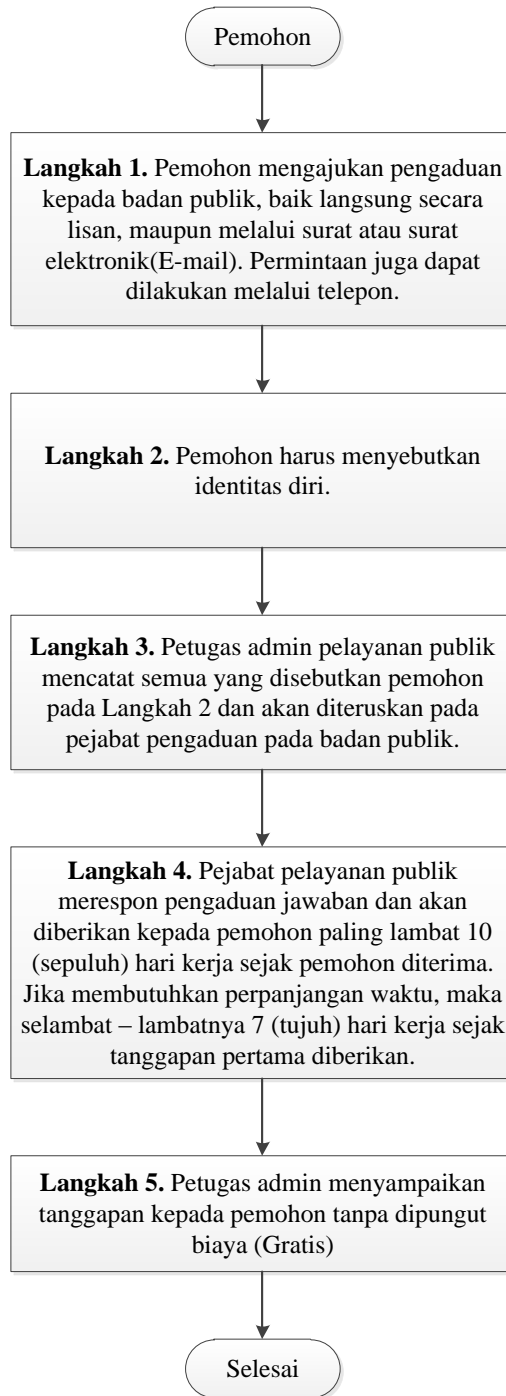 Pemohon
Langkah 1. Pemohon mengajukan pengaduan
kepada badan publik, baik langsung secara
lisan, maupun melalui surat atau surat
elektronik(E-mail). Permintaan juga dapat
dilakukan melalui telepon.
Langkah 2. Pemohon harus menyebutkan
identitas diri.
Langkah 3. Petugas admin pelayanan publik
mencatat semua yang disebutkan pemohon
pada Langkah 2 dan akan diteruskan pada
pejabat pengaduan pada badan publik.
Langkah 4. Pejabat pelayanan publik
merespon pengaduan jawaban dan akan
diberikan kepada pemohon paling lambat 10
(sepuluh) hari kerja sejak pemohon diterima.
Jika membutuhkan perpanjangan waktu, maka
selambat – lambatnya 7 (tujuh) hari kerja sejak
tanggapan pertama diberikan.
Langkah 5. Petugas admin menyampaikan
tanggapan kepada pemohon tanpa dipungut
biaya (Gratis)
Selesai